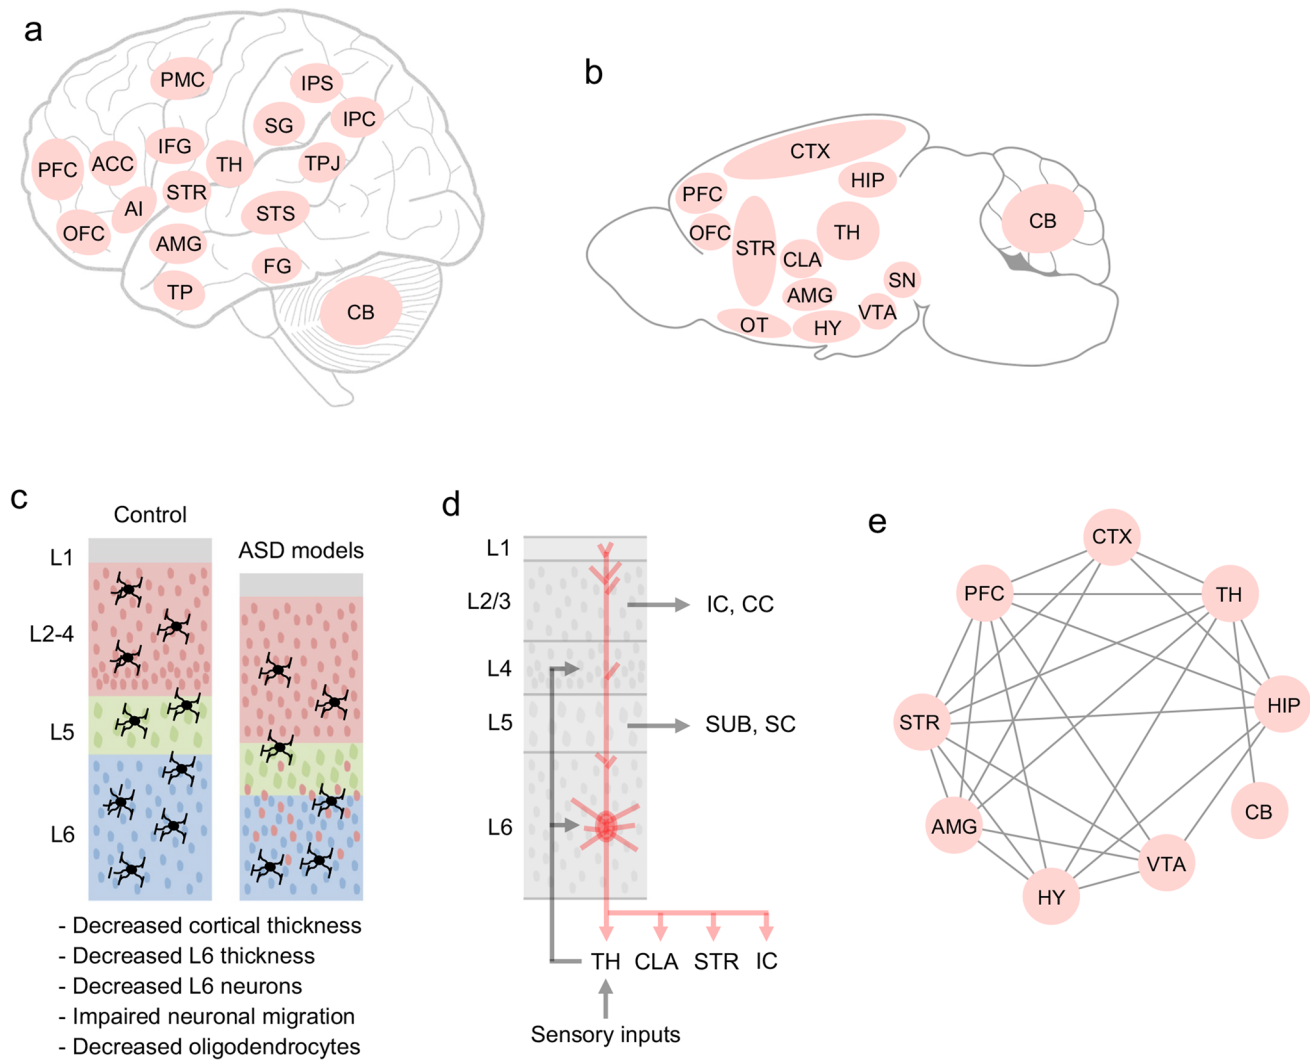 a
PMC
IPS
SG
IPC
IFG
PFC
ACC
TH
TPJ
STR
AI
STS
OFC
AMG
FG
TP
CB
b
CTX
HIP
PFC
CB
OFC
STR
TH
CLA
SN
AMG
VTA
OT
HY
c
Control
ASD models
L1
L2-4
L5
L6
- Decreased cortical thickness
- Decreased L6 thickness
- Decreased L6 neurons
- Impaired neuronal migration
- Decreased oligodendrocytes
d
L1
L2/3
IC, CC
L4
L5
SUB, SC
L6
TH CLA STR IC
Sensory inputs
e
CTX
PFC
TH
HIP
STR
CB
AMG
VTA
HY